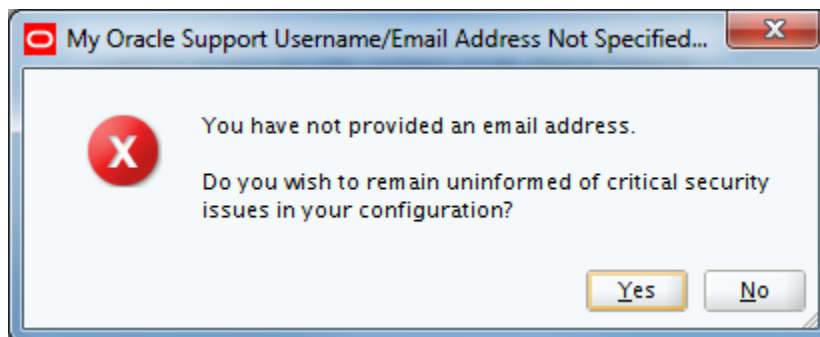 My Oracle Support Username/Email Address Not Specified...
You have not provided an email address.
Do you wish to remain uninformed of critical security
issues in your configuration?
Yes No